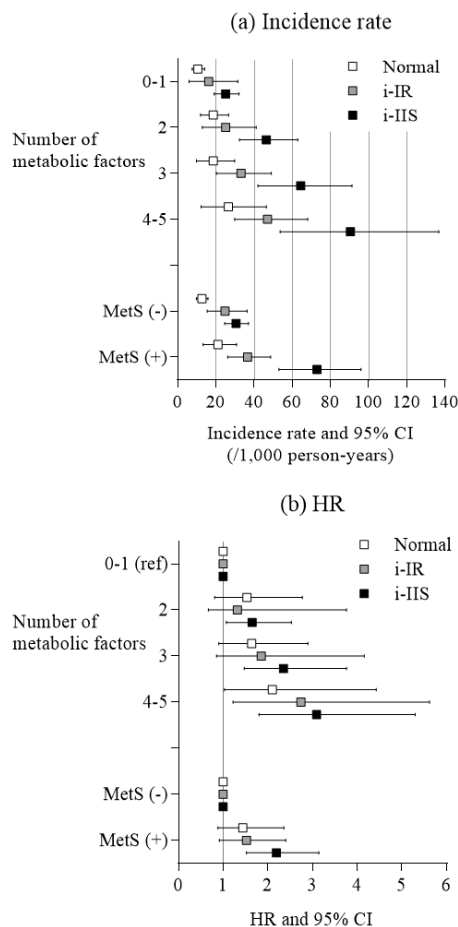 (a) Incidence rate
Normal
i-IR
i-IIS
0-1
Number of
metabolic factors
2
3
4-5
MetS (-)
MetS (+)
0 20 40 60 80 100 120 140
Incidence rate and 95% CI
(/1,000 person-years)
(b) HR
Normal
i-IR
i-IIS
0-1 (ref)
Number of
metabolic factors
2
3
4-5
MetS (-)
MetS (+)
0 1 2 3 4 5 6
HR and 95% CI